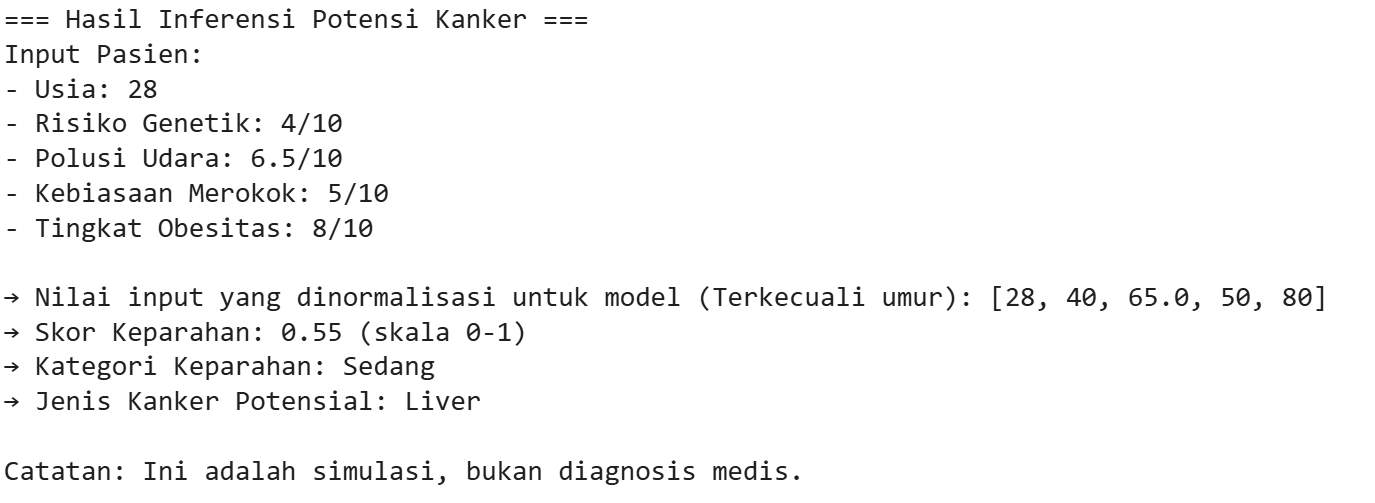 === Hasil Inferensi Potensi Kanker ===
Input Pasien:
- Usia: 28
- Risiko Genetik: 4/10
- Polusi Udara: 6.5/10
- Kebiasaan Merokok: 5/10
- Tingkat Obesitas: 8/10
→ Nilai input yang dinormalisasi untuk model (Terkecuali umur): [28, 40, 65.0, 50, 80]
→ Skor Keparahan: 0.55 (skala 0-1)
→ Kategori Keparahan: Sedang
→ Jenis Kanker Potensial: Liver
Catatan: Ini adalah simulasi, bukan diagnosis medis.